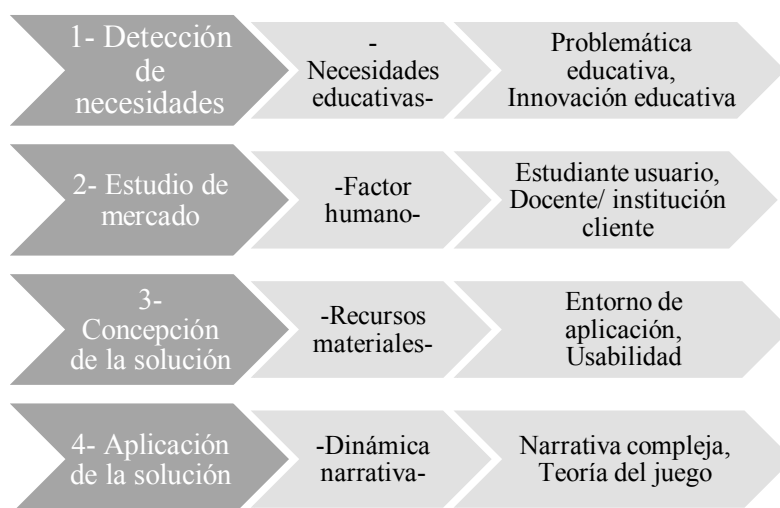 1- Detección
de
necesidades
-
Necesidades
educativas-
Problemática
educativa,
Innovación educativa
2- Estudio de
mercado
-Factor
humano-
Estudiante usuario,
Docente/ institución
cliente
3-
Concepción
de la solución
-Recursos
materiales-
Entorno de
aplicación,
Usabilidad
4- Aplicación
de la solución
-Dinámica
narrativa-
Narrativa compleja,
Teoría del juego